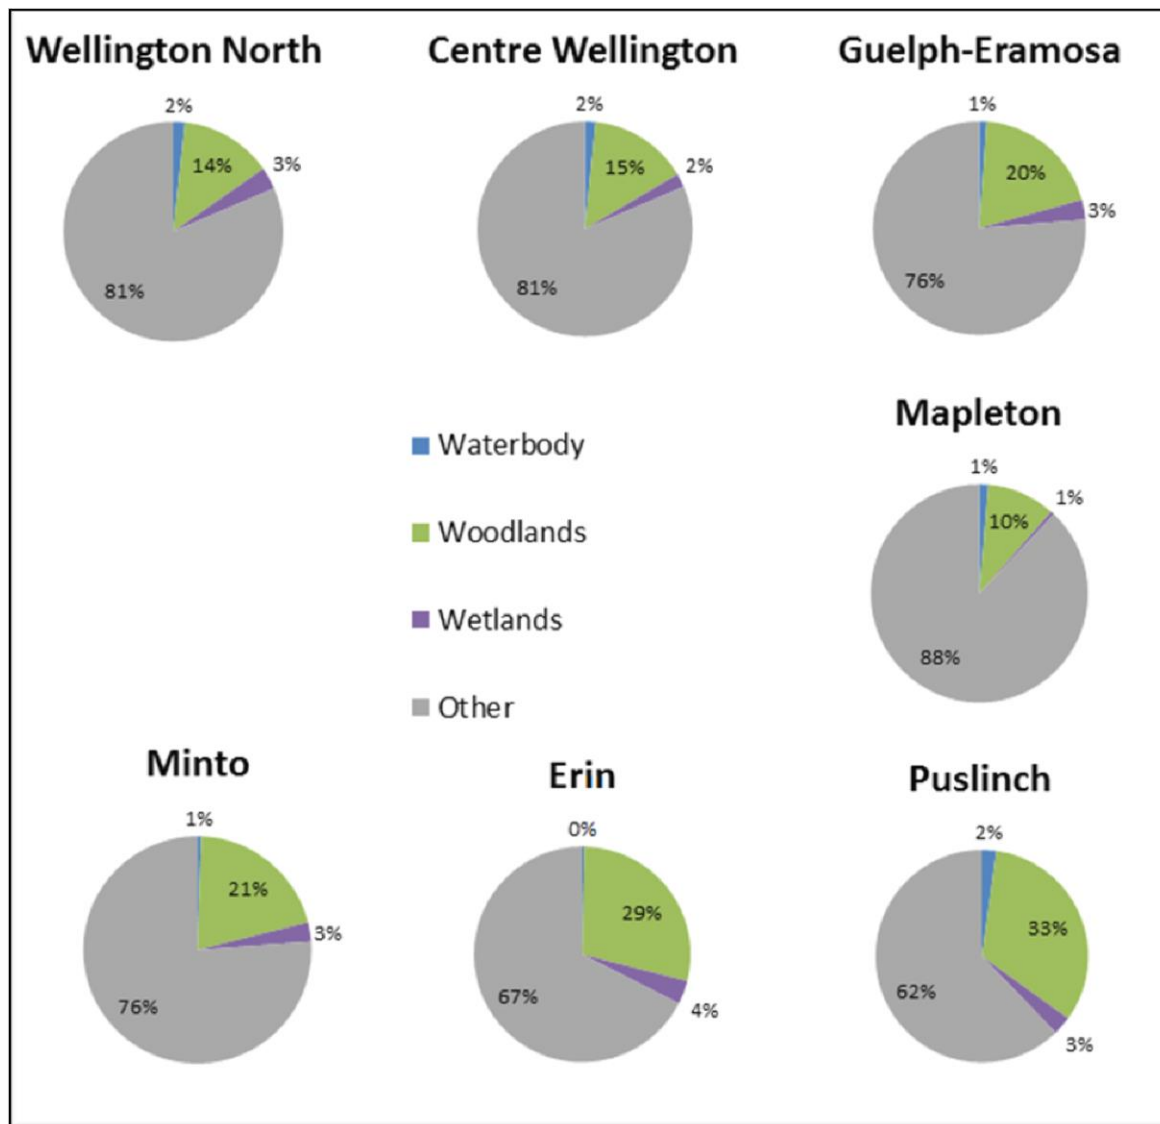 Wellington North
2%
14%
3%
81%
Centre Wellington
2%
15%
2%
81%
Guelph-Eramosa
1%
20%
3%
76%
Waterbody
Woodlands
Wetlands
Other
Mapleton
1%
10%
1%
88%
Minto
1%
21%
3%
76%
Erin
0%
29%
4%
67%
Puslinch
2%
33%
3%
62%